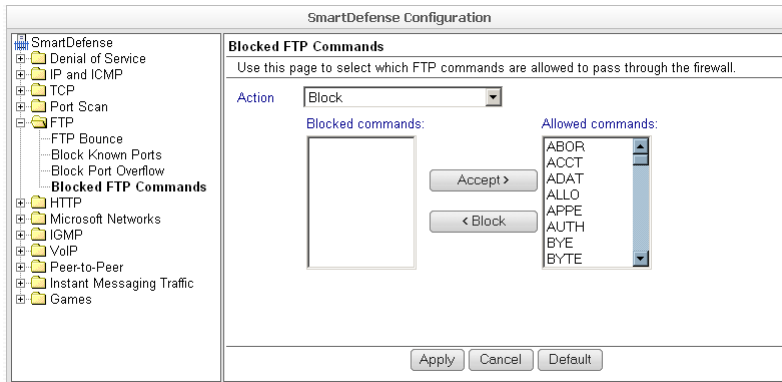 SmartDefense Configuration
SmartDefense
Denial of Service
IP and ICMP
TCP
Port Scan
FTP
FTP Bounce
Block Known Ports
Block Port Overflow
Blocked FTP Commands
HTTP
Microsoft Networks
IGMP
VoIP
Peer-to-Peer
Instant Messaging Traffic
Games
Blocked FTP Commands
Use this page to select which FTP commands are allowed to pass through the firewall.
Action Block
Blocked commands: Allowed commands:
Accept >
< Block
ABOR
ACCT
ADAT
ALLO
APPE
AUTH
BYE
BYTE
Apply Cancel Default